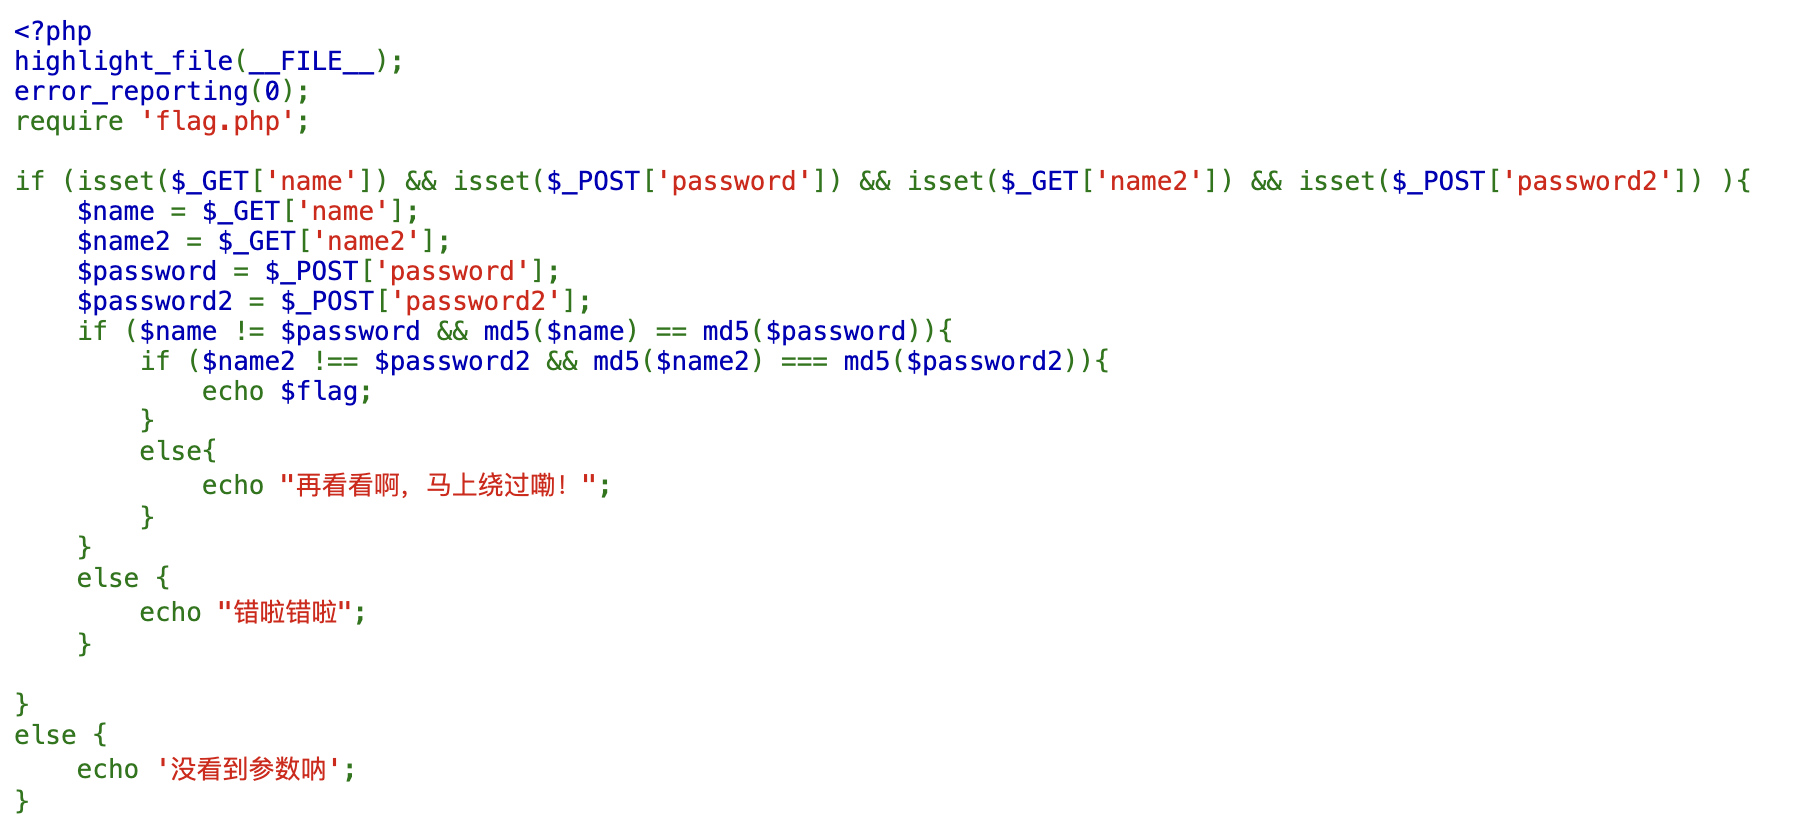 <?php
highlight_file(__FILE__);
error_reporting(0);
require 'flag.php';

if (isset($_GET['name']) && isset($_POST['password']) && isset($_GET['name2']) && isset($_POST['password2']) ){
    $name = $_GET['name'];
    $name2 = $_GET['name2'];
    $password = $_POST['password'];
    $password2 = $_POST['password2'];
    if ($name != $password && md5($name) == md5($password)){
        if ($name2 !== $password2 && md5($name2) === md5($password2)){
            echo $flag;
        }
        else{
            echo "再看看啊，马上绕过嘞！";
        }
    }
    else {
        echo "错啦错啦";
    }

}
else {
    echo '没看到参数呐';
}